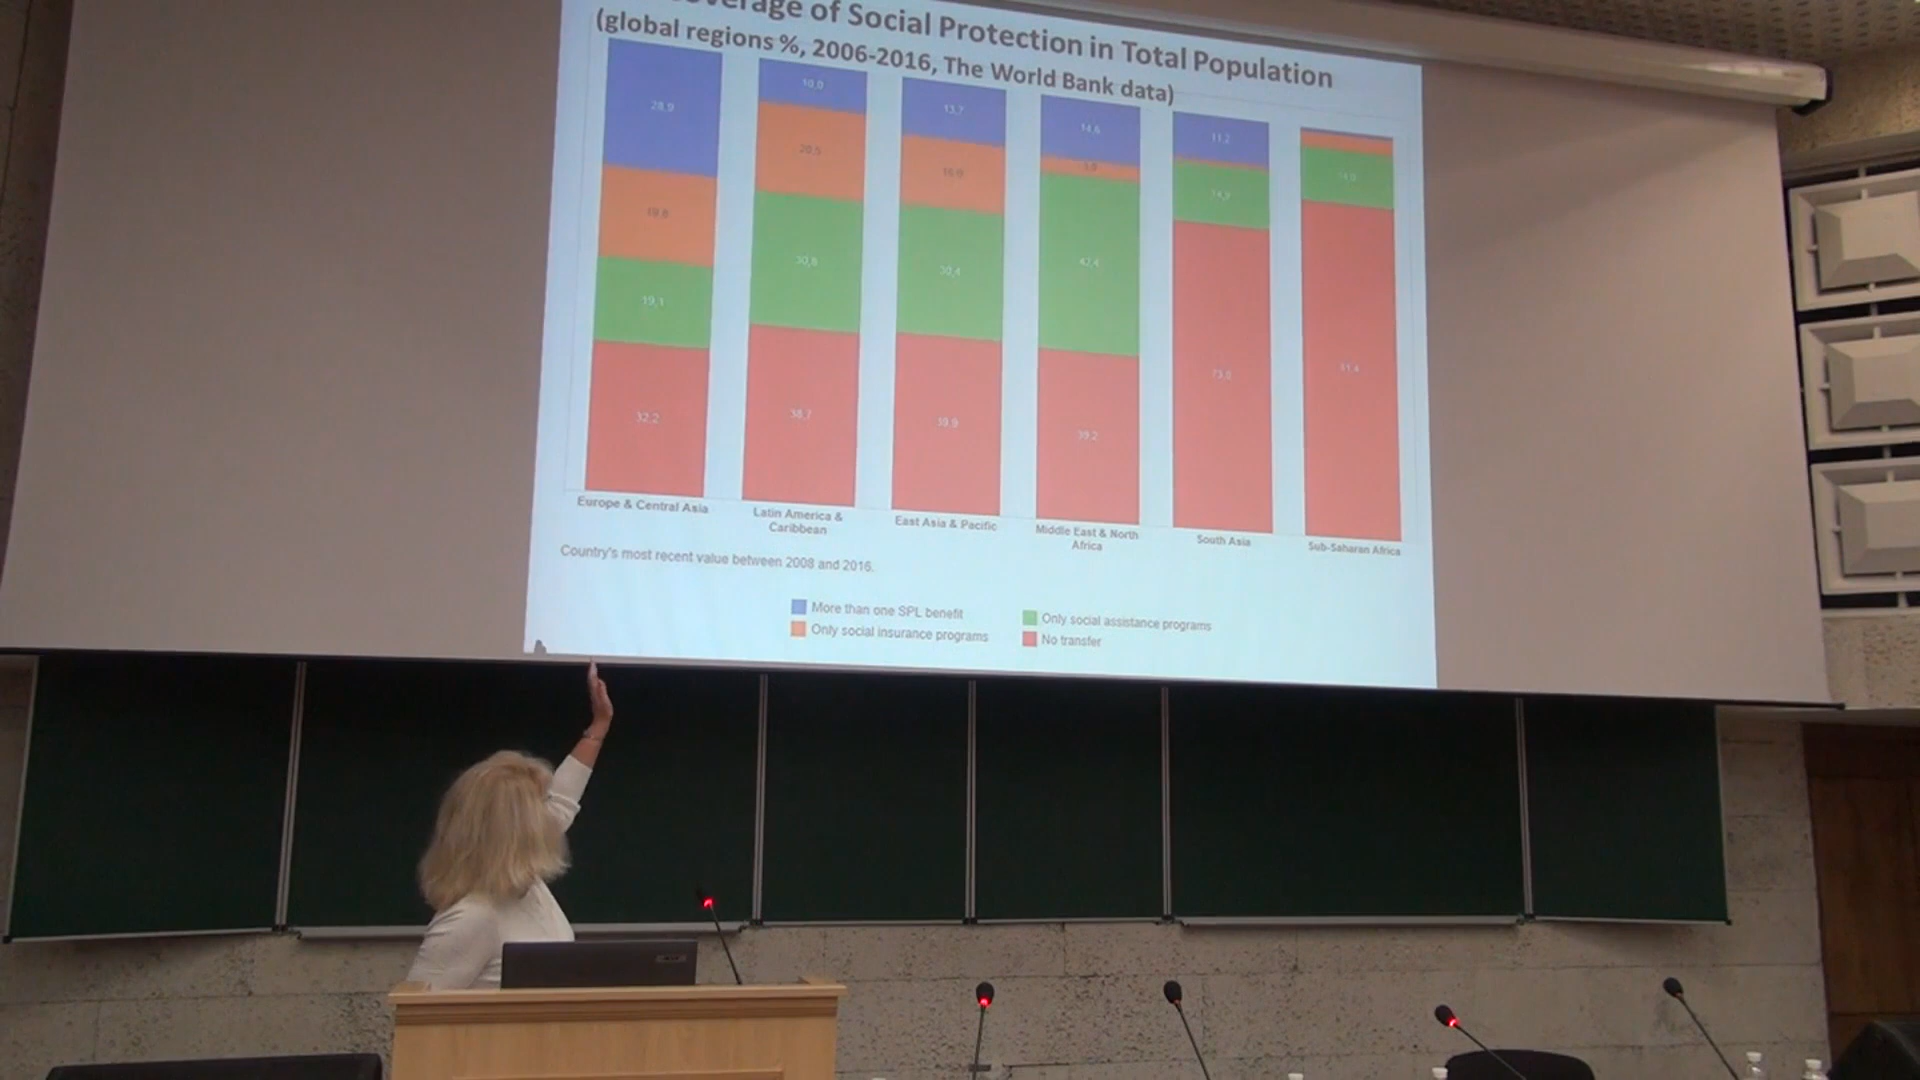 verage of Social Protection in Total Population
(global regions %, 2006-2016, The World Bank data)
28,9 10,0 13,7 14,6 11,2
19,8 20,5 16,0
19,1 30,8 30,4 42,4 14,9
32,2 38,7 39,9 39,2
Europe & Central Asia
Latin America &
Caribbean
East Asia & Pacific
Middle East & North
Africa
South Asia
Sub-Saharan Africa
Country's most recent value between 2008 and 2016.
More than one SPL benefit
Only social insurance programs
Only social assistance programs
No transfer
acer